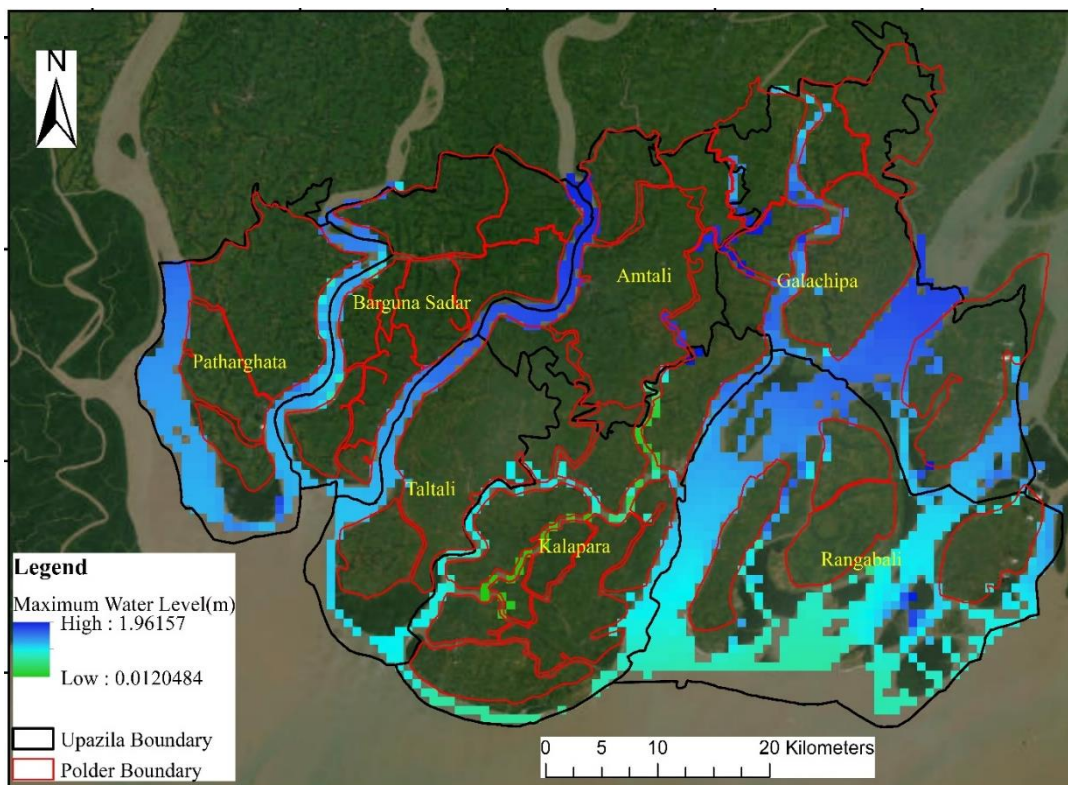 N
Amtali
Galachipa
Barguna Sadar
Patharghata
Taltali
Kalapara
Rangabali
Legend
Maximum Water Level(m)
High : 1.96157
Low : 0.0120484
Upazila Boundary
Polder Boundary
0 5 10 20 Kilometers